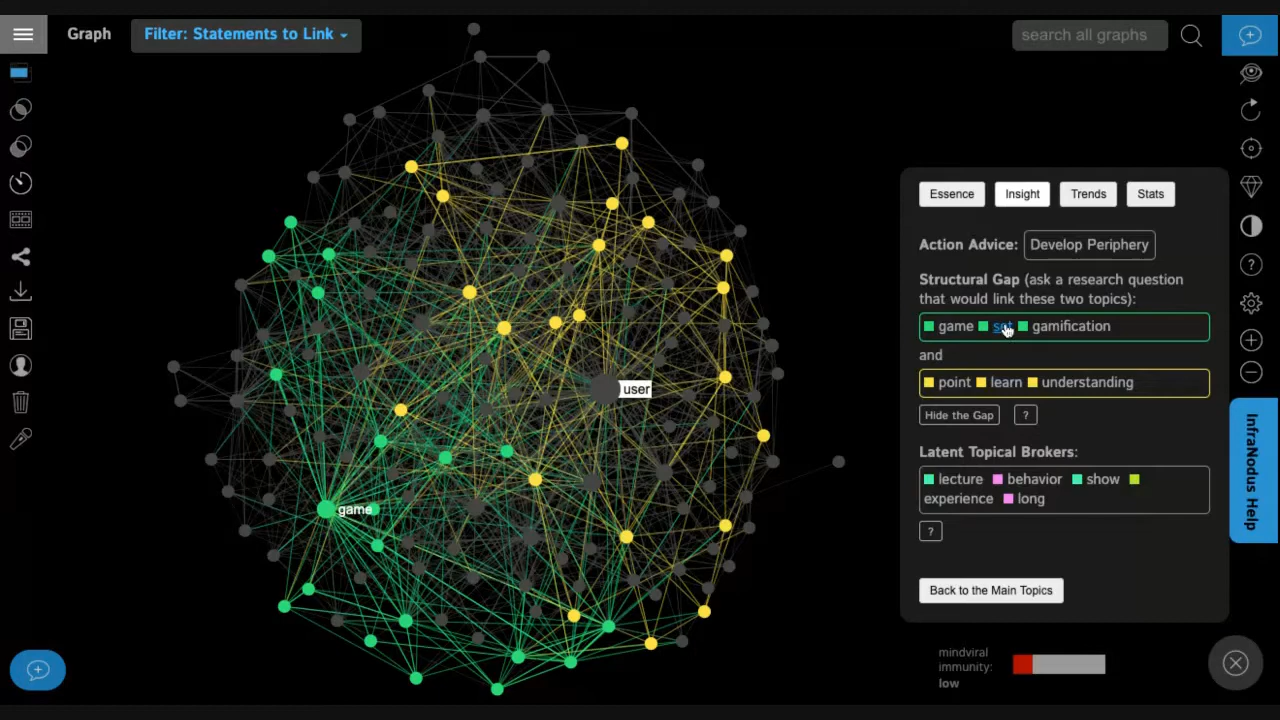 Graph
Filter: Statements to Link
search all graphs
Essence
Insight
Trends
Stats
Action Advice: Develop Periphery
Structural Gap (ask a research question
that would link these two topics):
game set gamification
and
point learn understanding
Hide the Gap ?
Latent Topical Brokers:
lecture behavior show
experience long
?
Back to the Main Topics
user
game
InfraNodus Help
mindviral
immunity:
low